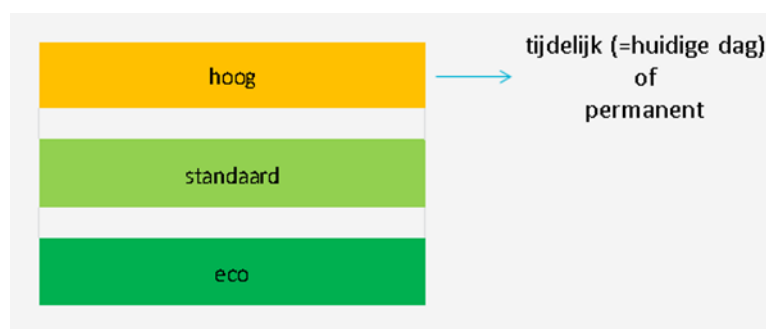 hoog
tijdelijk (=huidige dag)
of
permanent
standaard
eco